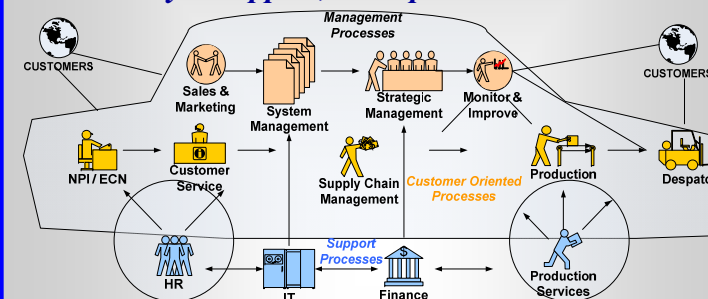 Management
Processes
CUSTOMERS
CUSTOMERS
Sales &
Marketing
System
Management
Strategic
Management
Monitor &
Improve
NPI / ECN
Customer
Service
Supply Chain
Management
Customer Oriented
Processes
Production
Despatc
Support
Processes
HR
IT
Finance
$
Production
Services